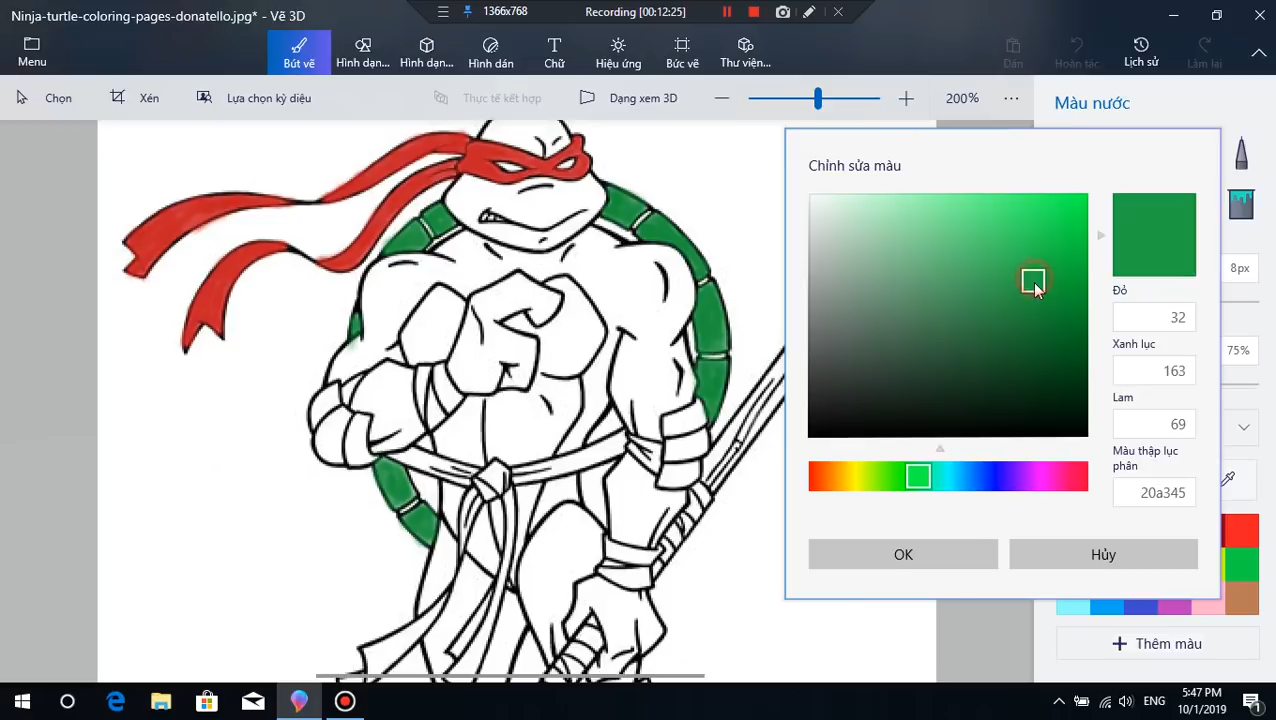 Ninja-turtle-coloring-pages-donatello.jpg* - Vẽ 3D
1366x768
Recording [00:12:25]
Menu
Bút vẽ
Hình dạn...
Hình dạn...
Hình dán
Chữ
Hiệu ứng
Bức vẽ
Thư viện...
Dán
Hoàn tác
Lịch sử
Làm lại
Chọn
Xén
Lựa chọn kỳ diệu
Thực tế kết hợp
Dạng xem 3D
200%
Màu nước
Chỉnh sửa màu
8px
Đỏ
32
Xanh lục
163
75%
Lam
69
Màu thập lục
phân
20a345
OK
Hủy
Thêm màu
ENG
5:47 PM
10/1/2019
1